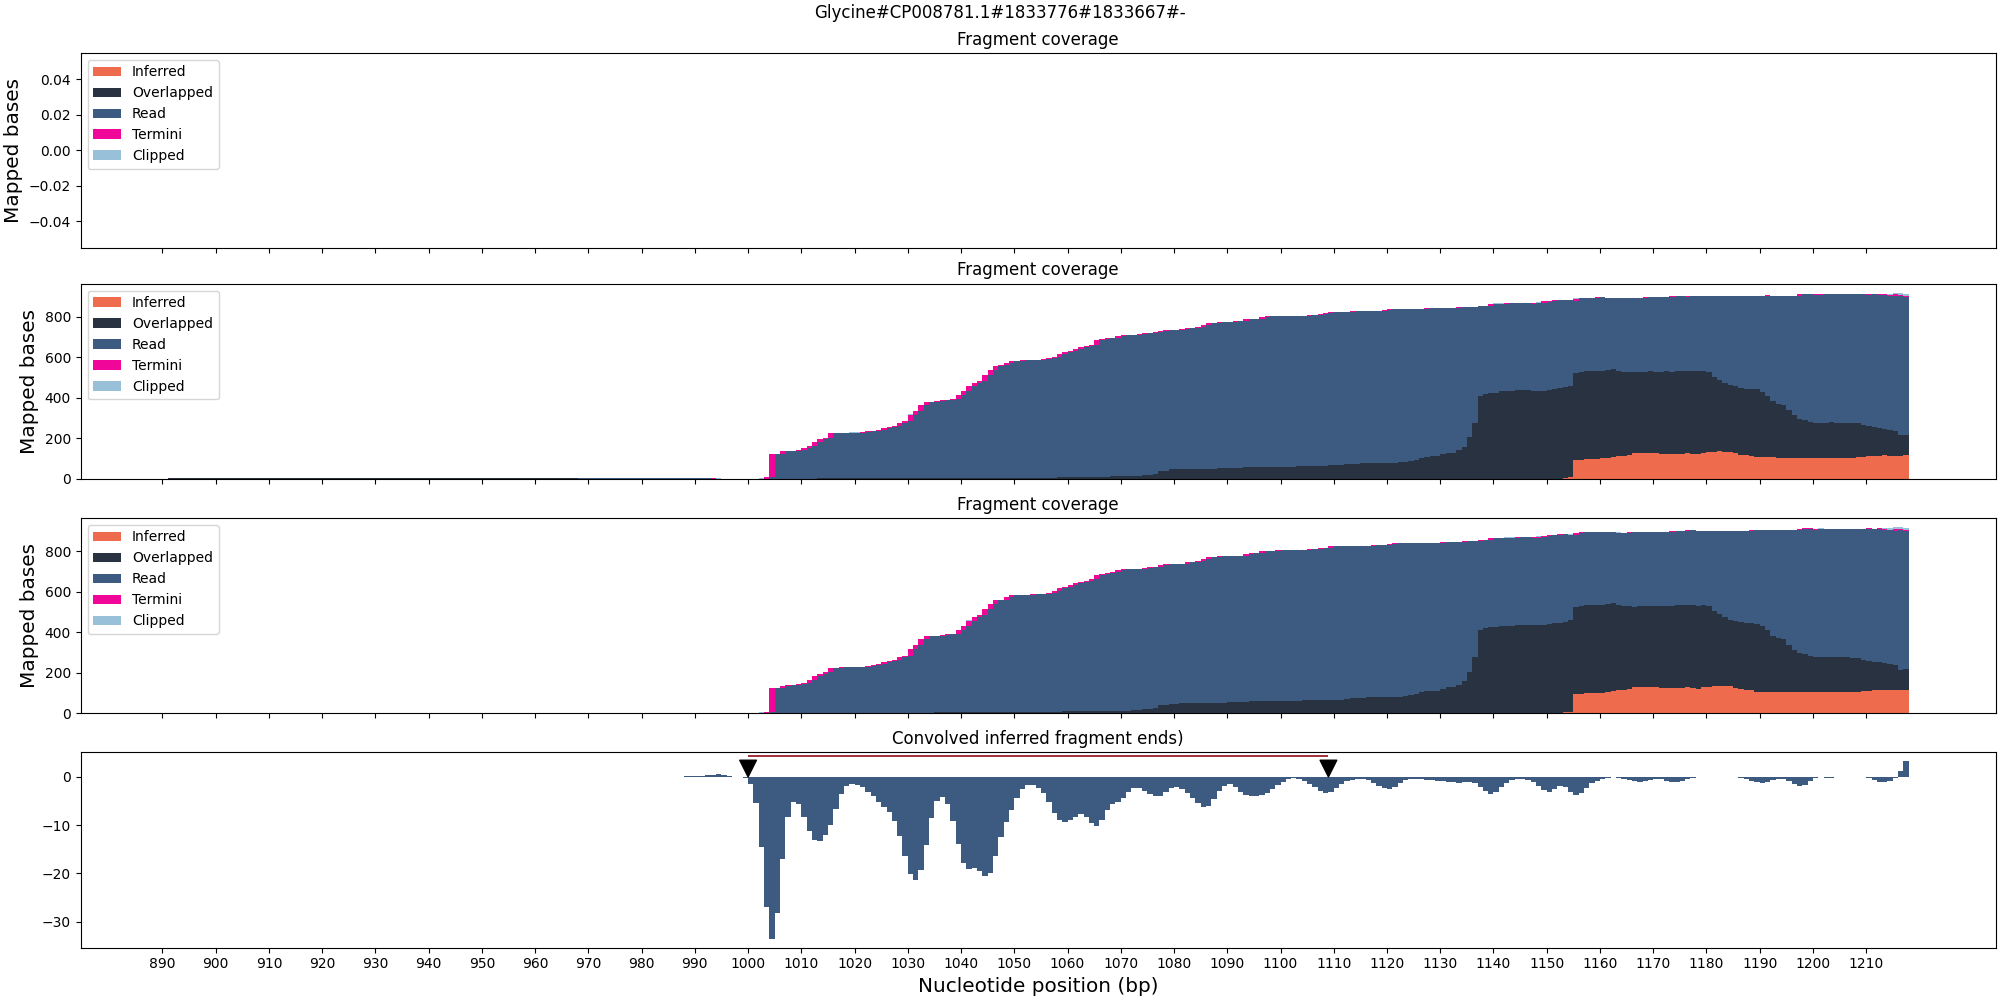 Glycine#CP008781.1#1833776#1833667#-
Fragment coverage
Mapped bases
0.04
0.02
0.00
−0.02
−0.04
Inferred
Overlapped
Read
Termini
Clipped
Fragment coverage
Mapped bases
800
600
400
200
0
Inferred
Overlapped
Read
Termini
Clipped
Fragment coverage
Mapped bases
800
600
400
200
0
Inferred
Overlapped
Read
Termini
Clipped
Convolved inferred fragment ends)
0
−10
−20
−30
890 900 910 920 930 940 950 960 970 980 990 1000 1010 1020 1030 1040 1050 1060 1070 1080 1090 1100 1110 1120 1130 1140 1150 1160 1170 1180 1190 1200 1210
Nucleotide position (bp)